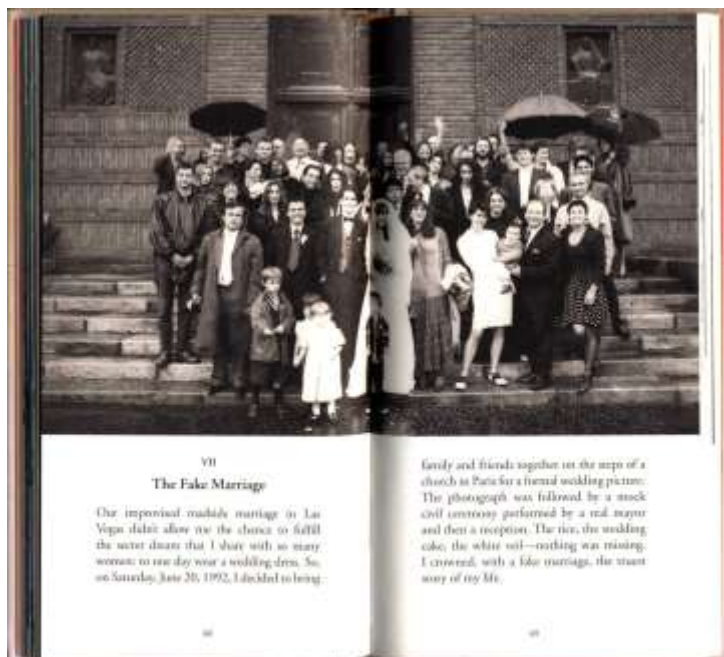 VII
The Fake Marriage
Our improvised roadside marriage in Las
Vegas didn't allow me the chance to fulfill
the secret dream that I share with so many
women: to one day wear a wedding dress. So,
on Saturday, June 20, 1992, I decided to bring
family and friends together on the steps of a
church in Paris for a formal wedding picture.
The photograph was followed by a mock
civil ceremony performed by a real mayor
and then a reception. The rice, the wedding
cake, the white veil—nothing was missing.
I crowned, with a fake marriage, the truest
story of my life.